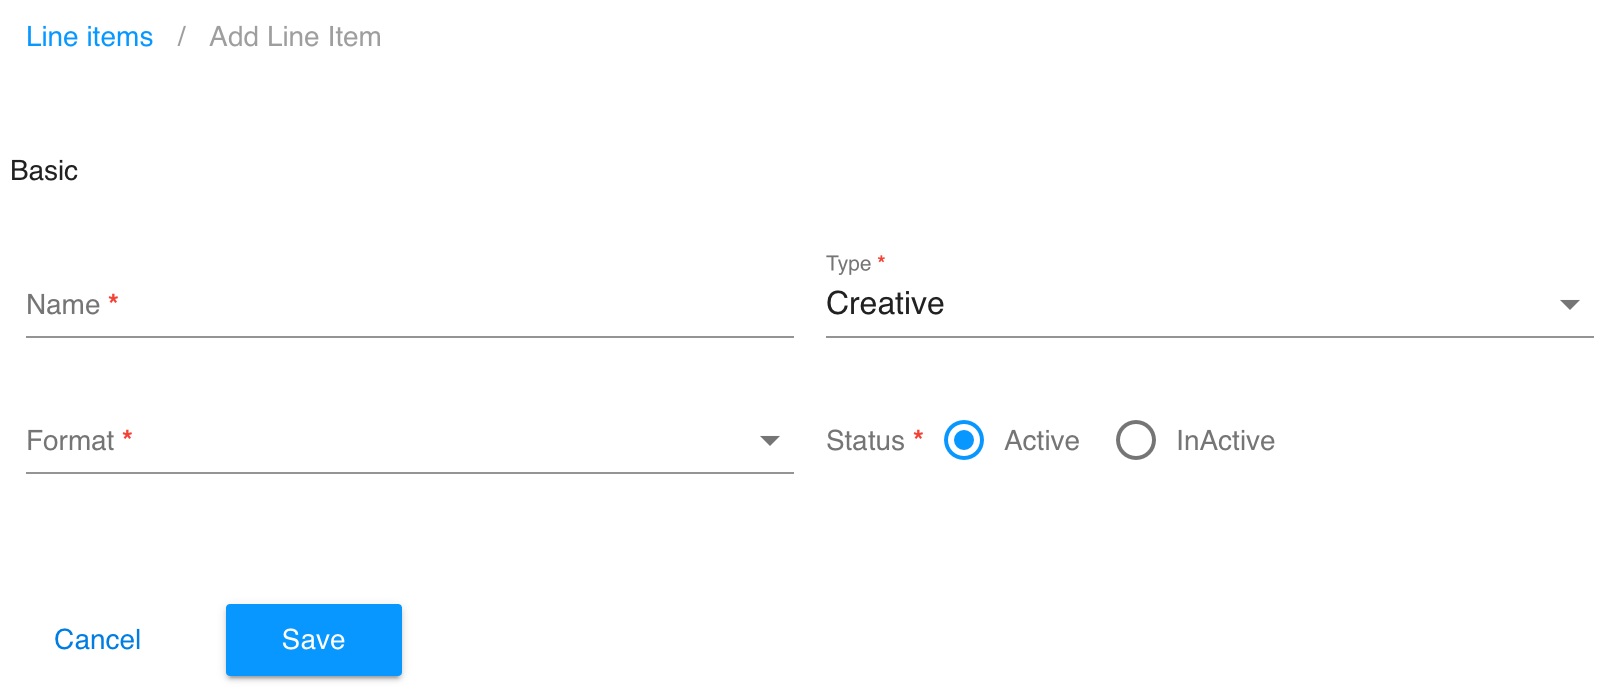 Line items / Add Line Item
Basic
Name *
Type *
Creative
Format *
Status * Active InActive
Cancel Save